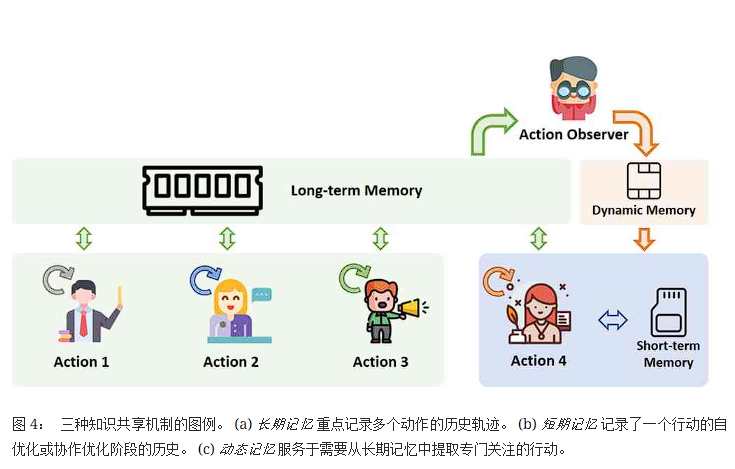 Action Observer
Long-term Memory
Dynamic Memory
Action 1
Action 2
Action 3
Action 4
Short-term
Memory
图 4： 三种知识共享机制的图例。 (a) 长期记忆 重点记录多个动作的历史轨迹。 (b) 短期记忆 记录了一个行动的自
优化或协作优化阶段的历史。 (c) 动态记忆 服务于需要从长期记忆中提取专门关注的行动。